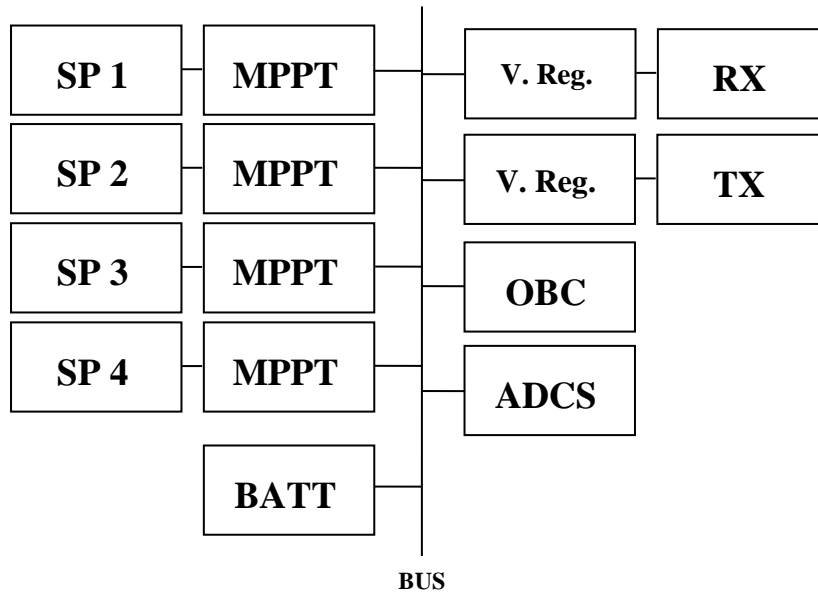 SP 1 MPPT V. Reg. RX
SP 2 MPPT V. Reg. TX
SP 3 MPPT OBC
SP 4 MPPT ADCS
BATT
BUS